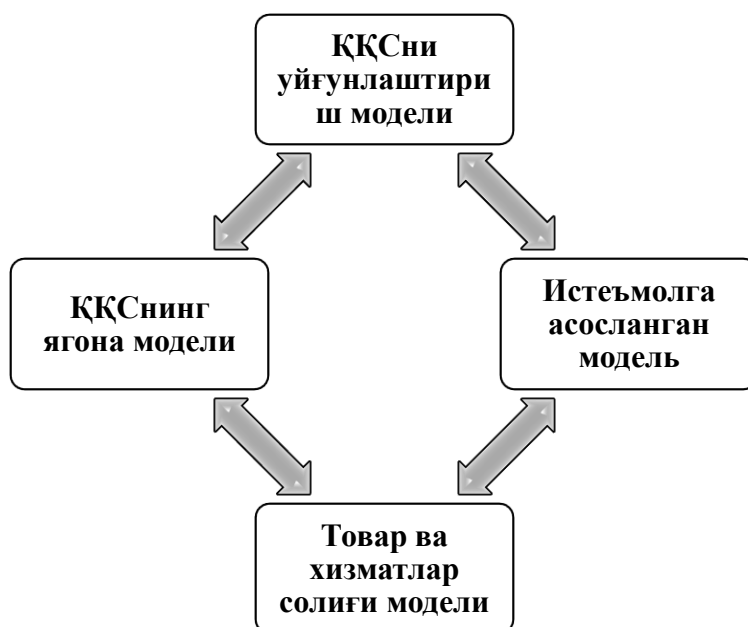 ҚҚСни
уйғунлаштири
ш модели
ҚҚСнинг
ягона модели
Истеъмолга
асосланган
модель
Товар ва
хизматлар
солиғи модели